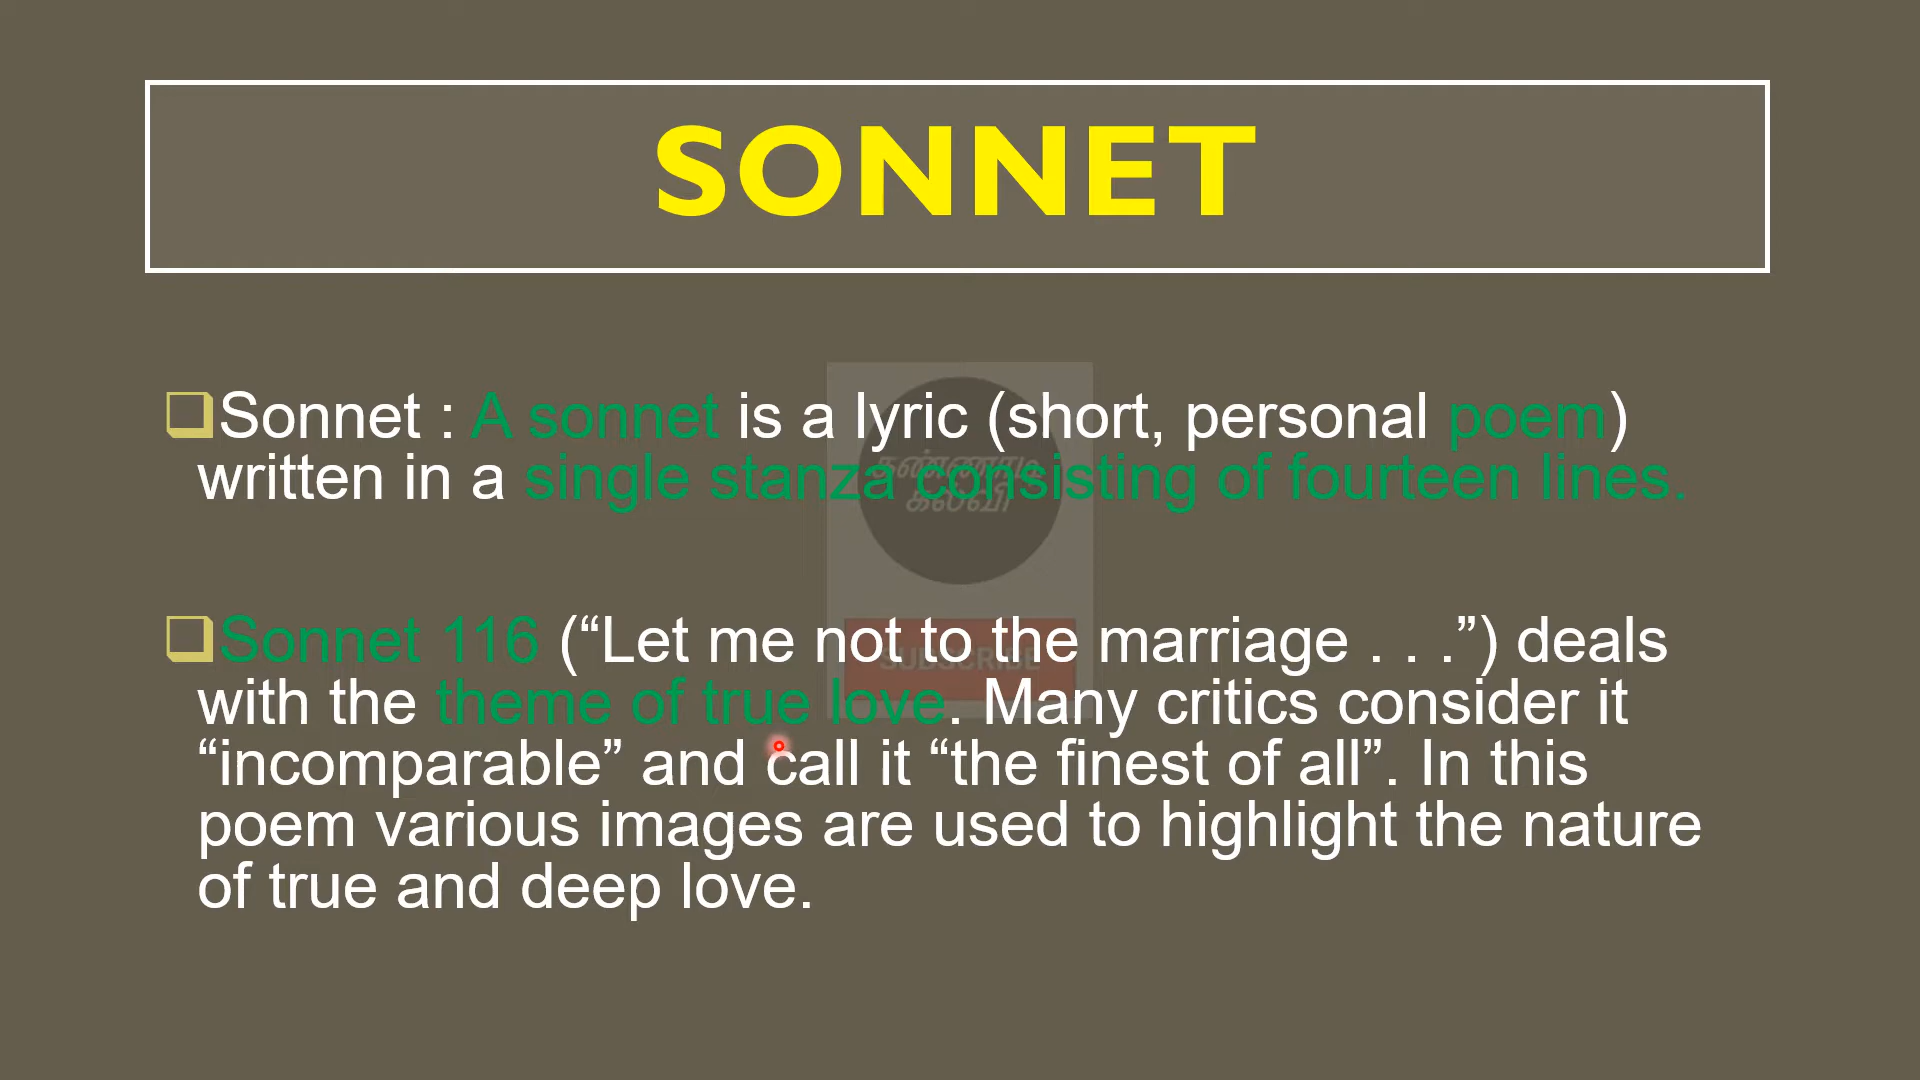 SONNET
Sonnet : A sonnet is a lyric (short, personal poem)
written in a single stanza consisting of fourteen lines.
கண்ணாடி
கல்வி
Sonnet 116 (“Let me not to the marriage . . .”) deals
SUBSCRIBE
with the theme of true love. Many critics consider it
“incomparable” and call it “the finest of all”. In this
poem various images are used to highlight the nature
of true and deep love.